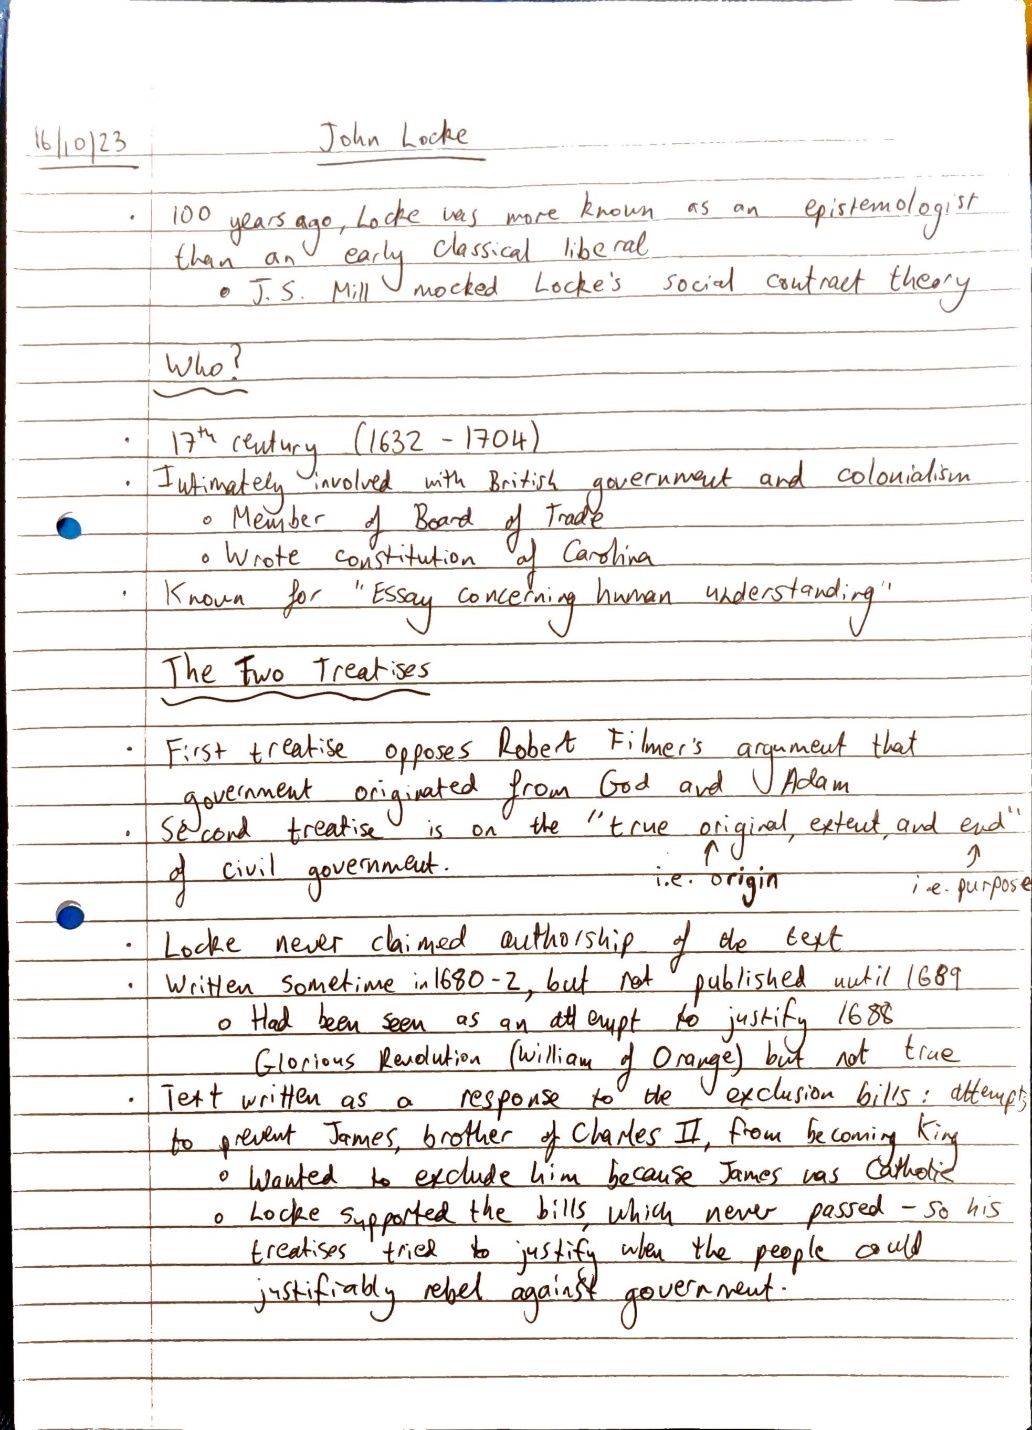 16/10/23 John Locke
· 100 years ago, Locke was more known as an epistemologist
than an early classical liberal
• J. S. Mill mocked Locke's social contract theory
Who?
· 17th century (1632 - 1704)
· Intimately involved with British government and colonialism
○ Member of Board of Trade
○ Wrote constitution of Carolina
· Known for "Essay concerning human understanding"
The Two Treatises
· First treatise opposes Robert Filmer's argument that
government originated from God and Adam
· Second treatise is on the "true original, extent, and end"
of civil government.
i.e. origin i.e. purpose
· Locke never claimed authorship of the text
· Written sometime in 1680-2, but not published until 1689
○ Had been seen as an attempt to justify 1688
Glorious Revolution (William of Orange) but not true
· Text written as a response to the exclusion bills: attempts
to prevent James, brother of Charles II, from becoming King
○ Wanted to exclude him because James was Catholic
○ Locke supported the bills, which never passed – so his
treatises tried to justify when the people could
justifiably rebel against government.